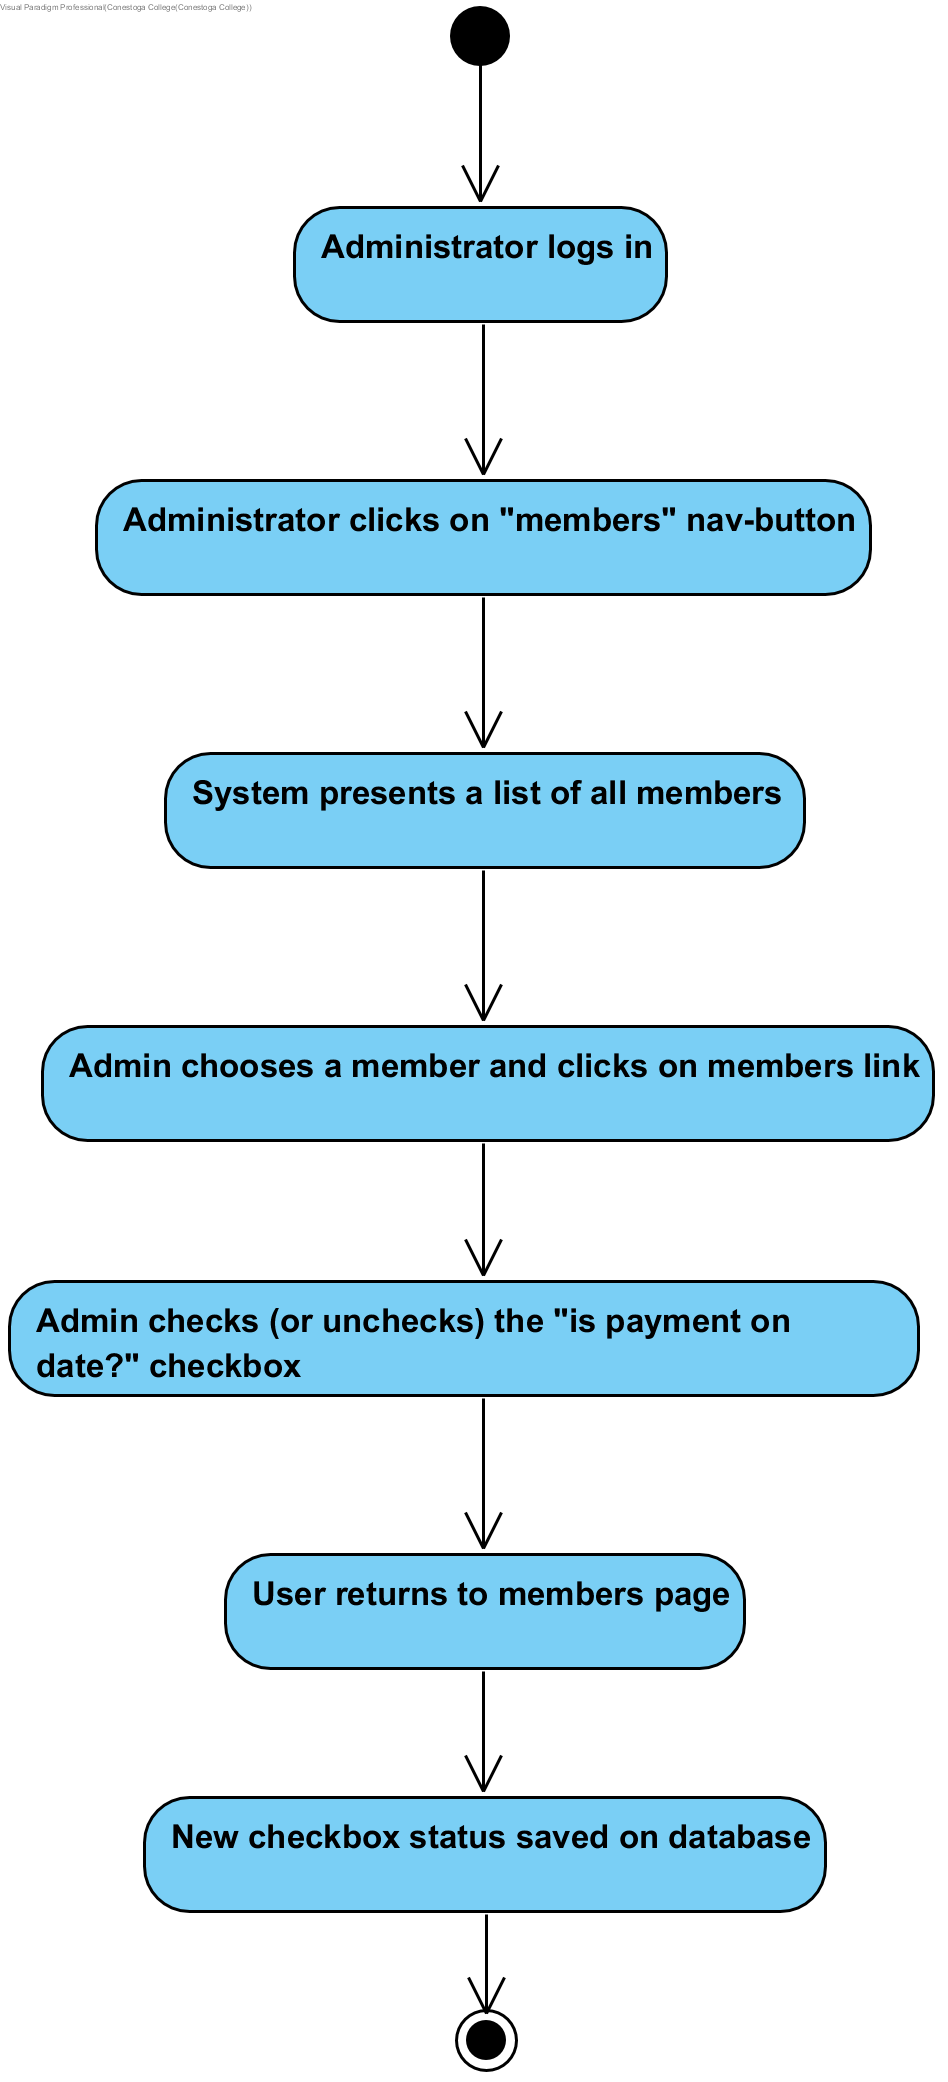 Visual Paradigm Professional(Conestoga College(Conestoga College))
Administrator logs in
Administrator clicks on "members" nav-button
System presents a list of all members
Admin chooses a member and clicks on members link
Admin checks (or unchecks) the "is payment on
date?" checkbox
User returns to members page
New checkbox status saved on database